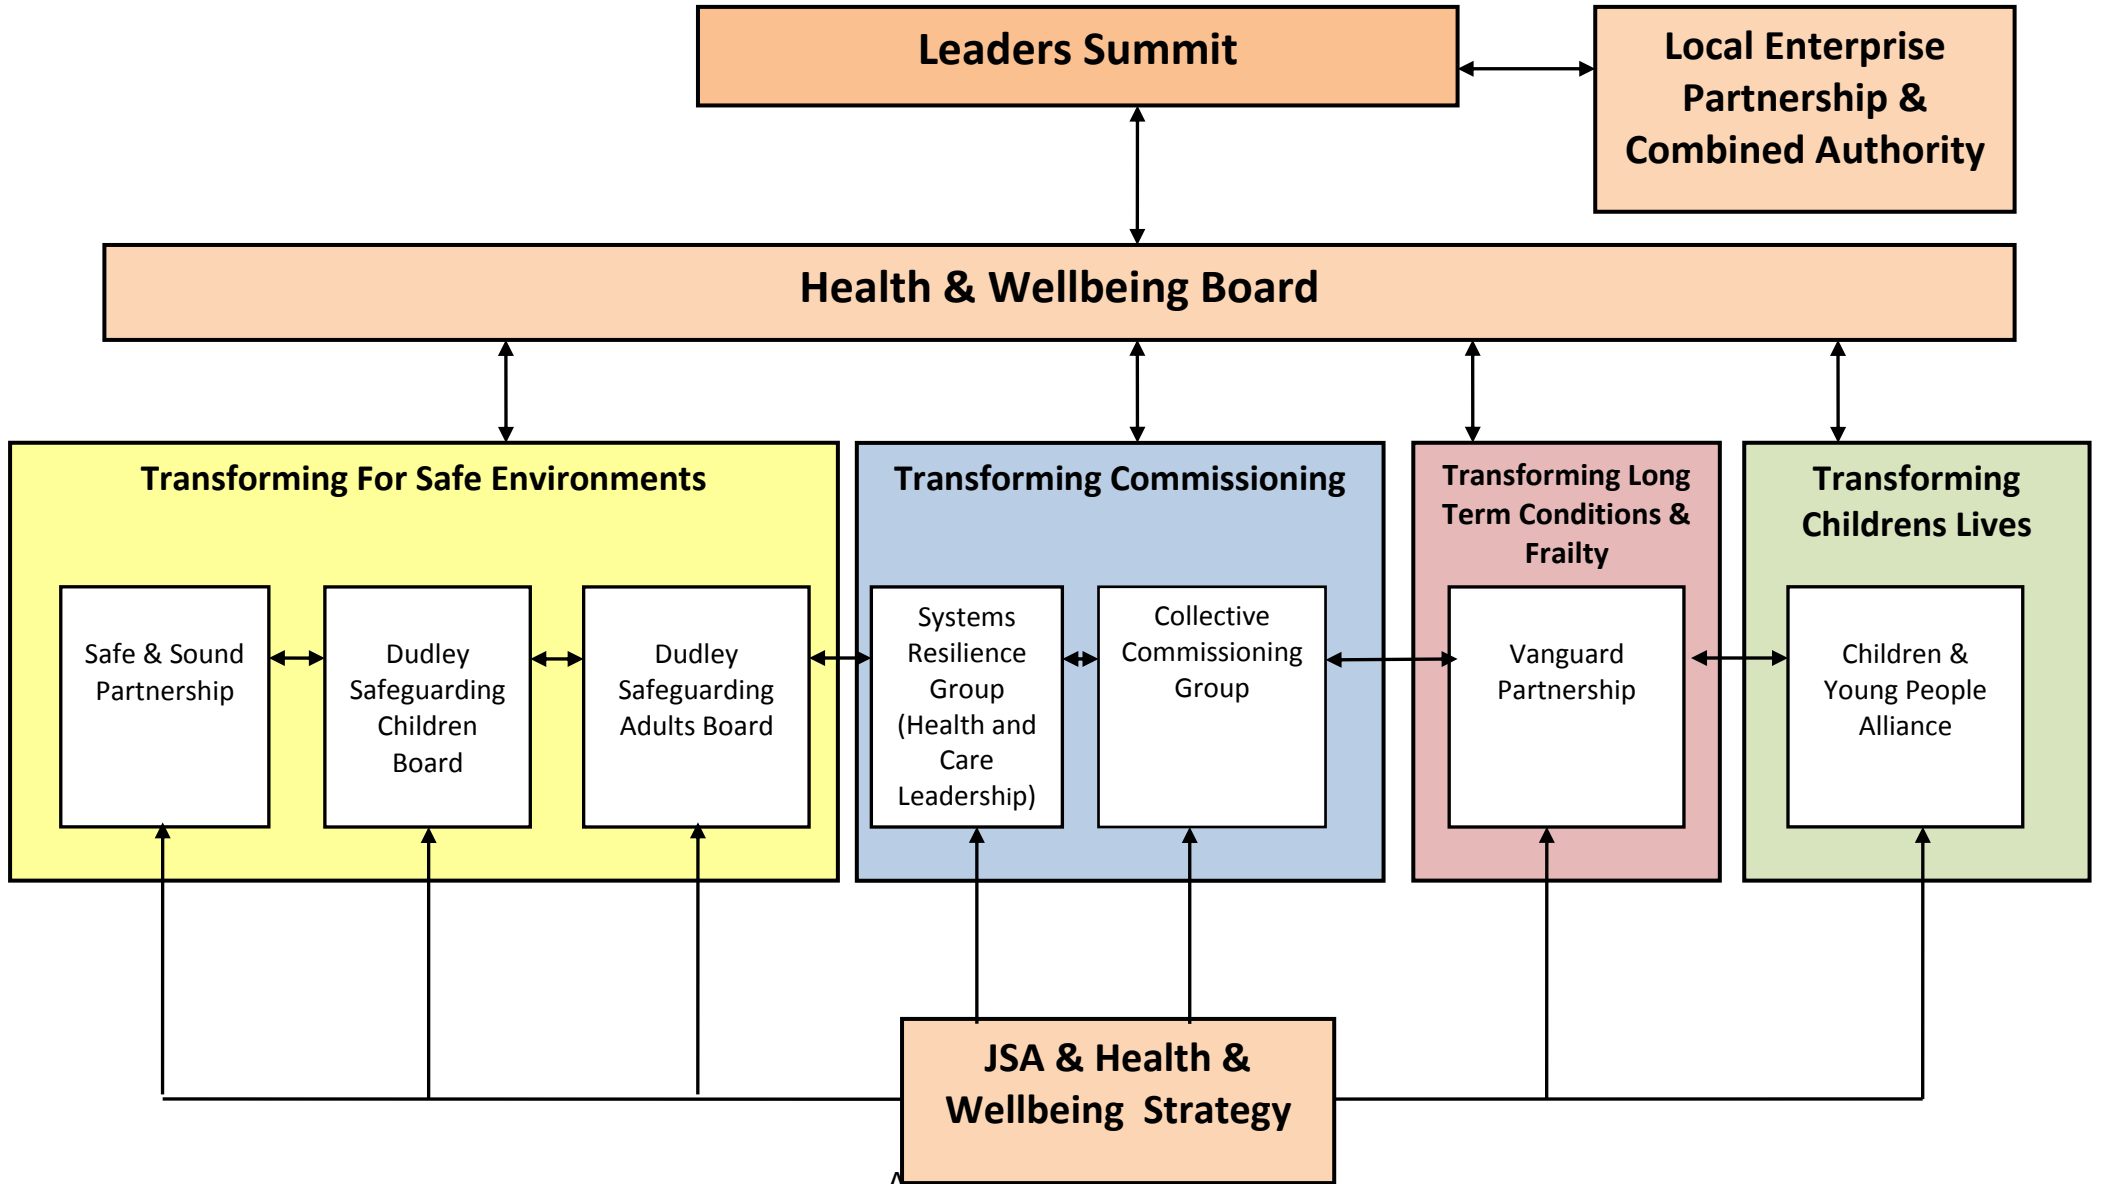 Leaders Summit
Local Enterprise
Partnership &
Combined Authority
Health & Wellbeing Board
Transforming For Safe Environments
Safe & Sound
Partnership
Dudley
Safeguarding
Children
Board
Dudley
Safeguarding
Adults Board
Transforming Commissioning
Systems
Resilience
Group
(Health and
Care
Leadership)
Collective
Commissioning
Group
Transforming Long
Term Conditions &
Frailty
Vanguard
Partnership
Transforming
Childrens Lives
Children &
Young People
Alliance
JSA & Health &
Wellbeing  Strategy